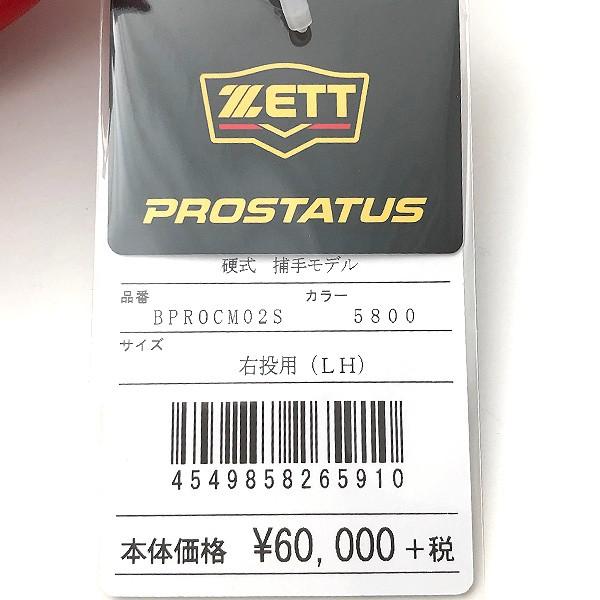 ZETT
PROSTATUS
硬式 捕手モデル
品番 カラー
BPROCM02S 5800
サイズ
右投用(LH)
4549858265910
本体価格 ¥60,000+税